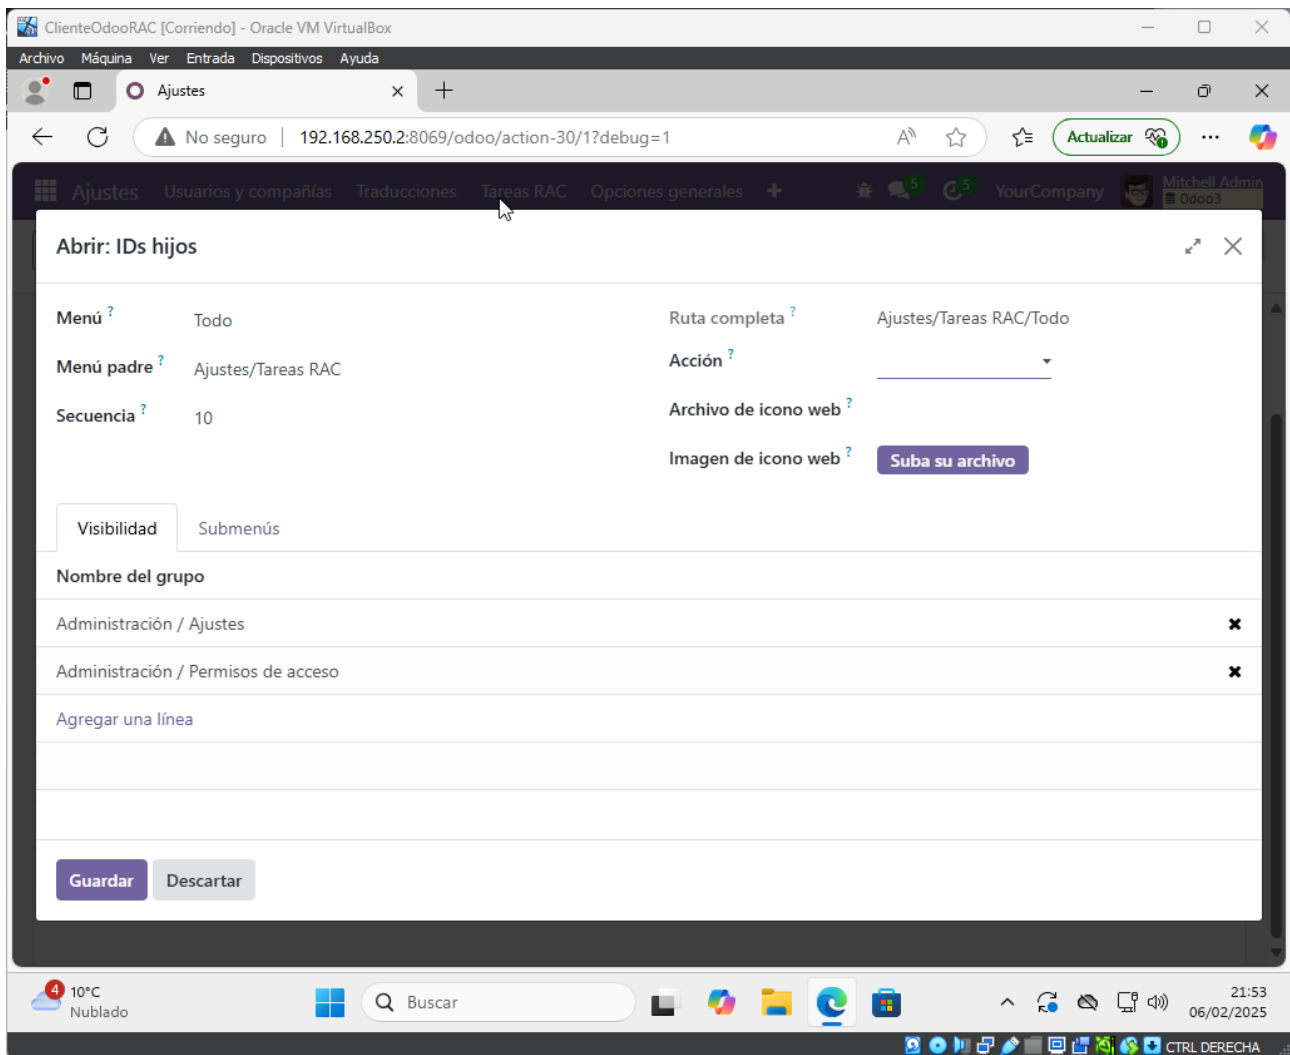 ClienteOdooRAC [Corriendo] - Oracle VM VirtualBox
Archivo Máquina Ver Entrada Dispositivos Ayuda
Ajustes
No seguro 192.168.250.2:8069/odoo/action-30/1?debug=1 Actualizar
Ajustes Usuarios y compañías Traducciones Tareas RAC Opciones generales 5 5 YourCompany Mitchell Admin
Odoo3
Abrir: IDs hijos
Menú ? Todo Ruta completa ? Ajustes/Tareas RAC/Todo
Menú padre ? Ajustes/Tareas RAC Acción ?
Secuencia ? 10 Archivo de icono web ?
Imagen de icono web ? Suba su archivo
Visibilidad Submenús
Nombre del grupo
Administración / Ajustes
Administración / Permisos de acceso
Agregar una línea
Guardar Descartar
4 10°C
Nublado
Buscar
21:53
06/02/2025
CTRL DERECHA